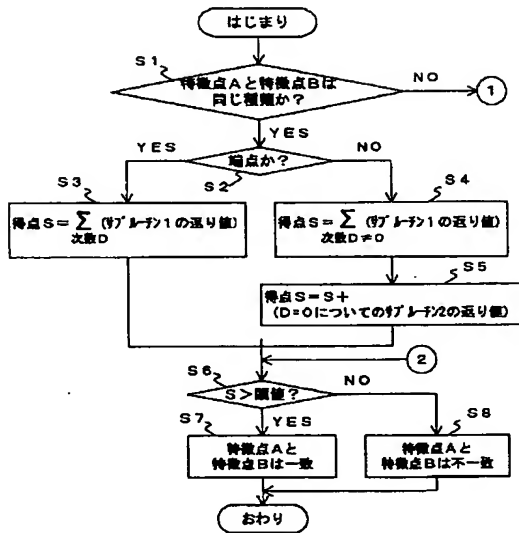 はじまり
S1
特徴点Aと特徴点Bは
同じ種類か?
NO
1
YES
YES
端点か?
NO
S2
S3
得点S=∑(サブルーチン1の返り値)
次数D
S4
得点S=∑(サブルーチン1の返り値)
次数D≠0
S5
得点S=S+
(D=0についてのサブルーチン2の返り値)
2
S6
S>閾値?
NO
YES
S7
特徴点Aと
特徴点Bは一致
S8
特徴点Aと
特徴点Bは不一致
おわり